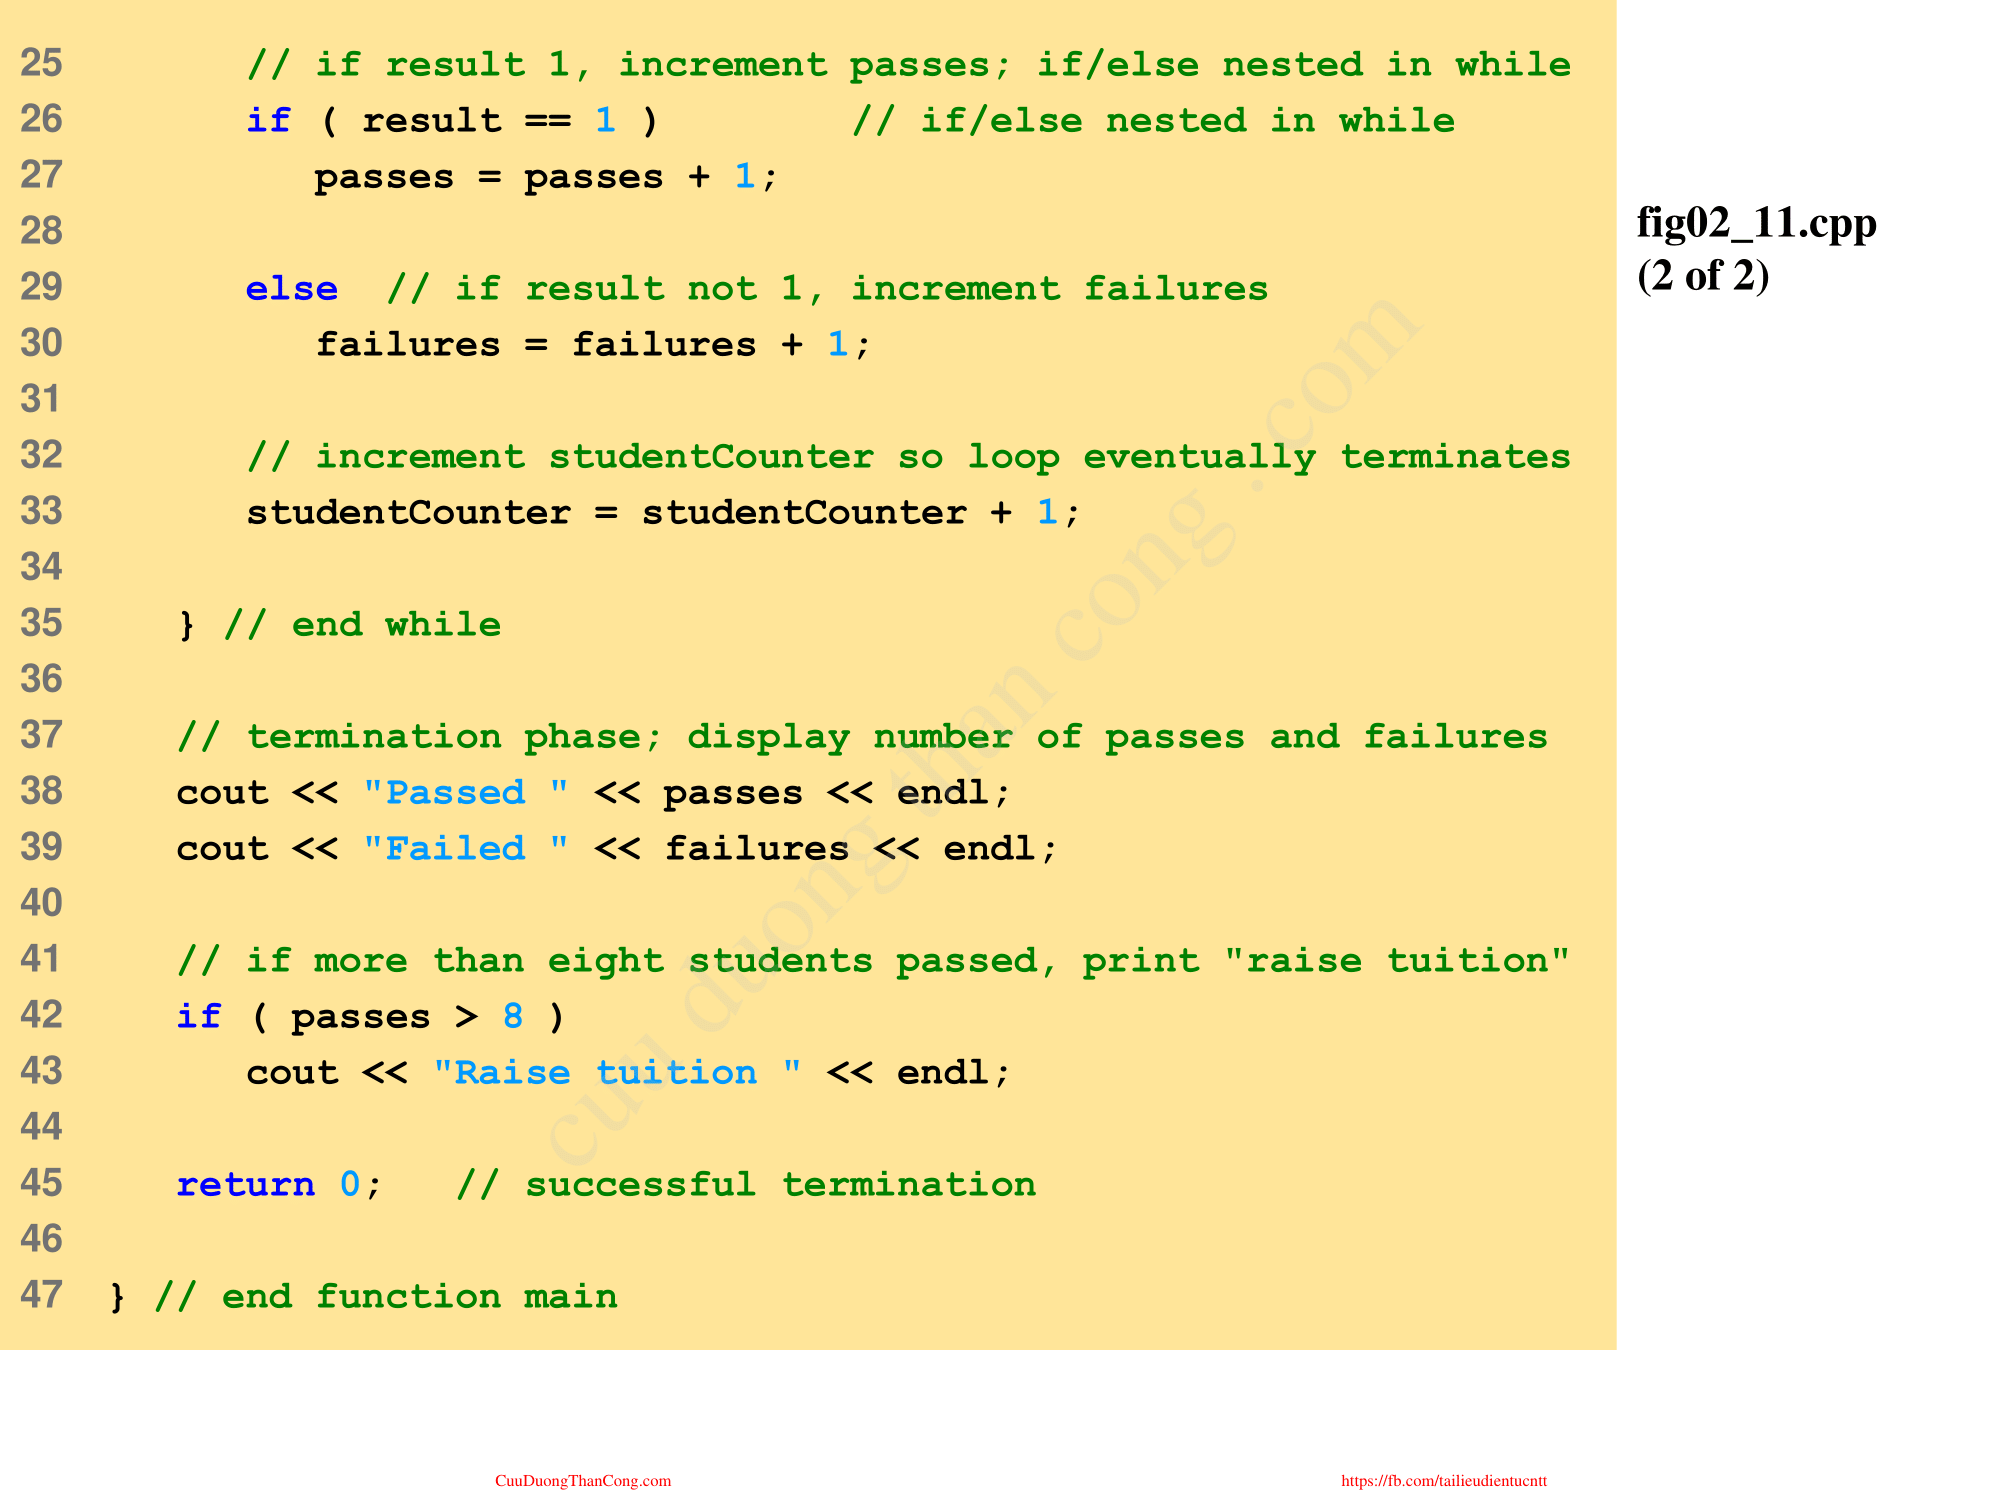 25 // if result 1, increment passes; if/else nested in while
26 if ( result == 1 ) // if/else nested in while
27 passes = passes + 1;
28
29 else // if result not 1, increment failures
30 failures = failures + 1;
31
32 // increment studentCounter so loop eventually terminates
33 studentCounter = studentCounter + 1;
34
35 } // end while
36
37 // termination phase; display number of passes and failures
38 cout << "Passed " << passes << endl;
39 cout << "Failed " << failures << endl;
40
41 // if more than eight students passed, print "raise tuition"
42 if ( passes > 8 )
43 cout << "Raise tuition " << endl;
44
45 return 0; // successful termination
46
47 } // end function main
fig02_11.cpp
(2 of 2)
cuu duong than cong . com
CuuDuongThanCong.com
https://fb.com/tailieudientucntt